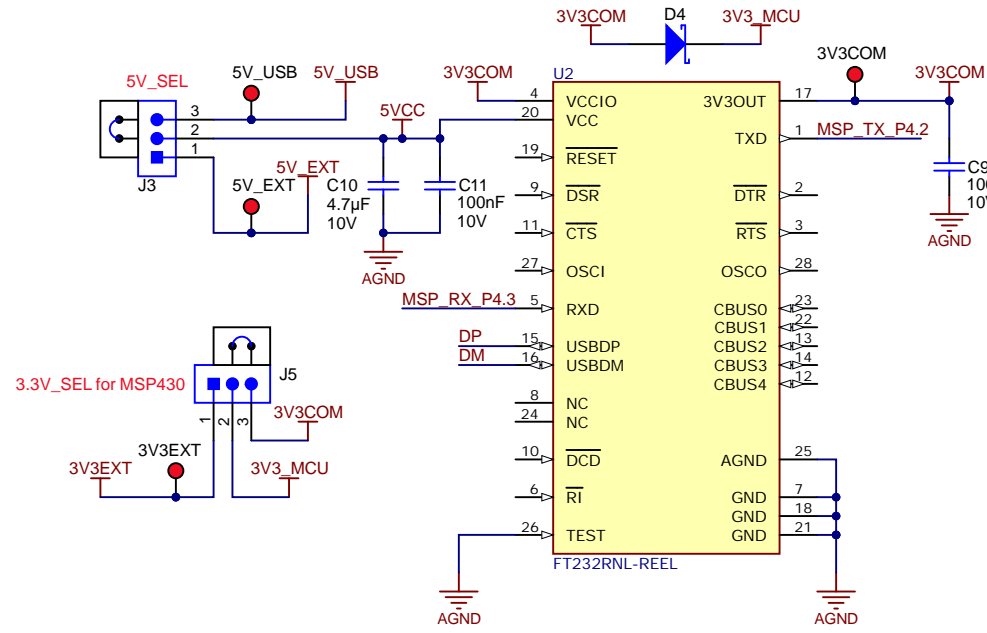 D4
3V3COM
3V3_MCU
5V_SEL
5V_USB
5V_USB
3
2
1
J3
5V_EXT
5V_EXT
5VCC
C10
4.7µF
10V
C11
100nF
10V
AGND
3V3COM
U2
4 VCCIO
20 VCC
19 RESET
9 DSR
11 CTS
27 OSCI
MSP_RX_P4.3 5 RXD
DP 15 USBDP
DM 16 USBDM
8 NC
24 NC
10 DCD
6 RI
26 TEST
AGND
3V3OUT 17
TXD 1 MSP_TX_P4.2
DTR 2
RTS 3
OSCO 28
CBUS0 23
CBUS1 22
CBUS2 13
CBUS3 14
CBUS4 12
AGND 25
GND 7
GND 18
GND 21
FT232RNL-REEL
AGND
3V3COM
3V3COM
C9
AGND
3.3V_SEL for MSP430
J5
1
2
3
3V3COM
3V3EXT
3V3EXT
3V3_MCU